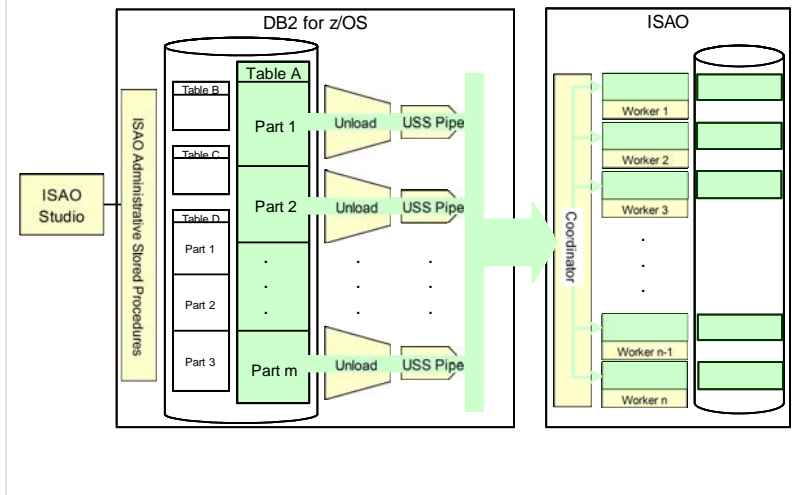 DB2 for z/OS
ISAO
Studio
ISAO Administrative Stored Procedures
Table B
Table C
Table D
Part 1
Part 2
Part 3
Table A
Part 1
Part 2
.
.
.
Part m
Unload
USS Pipe
Unload
USS Pipe
.
.
.
.
.
.
Unload
USS Pipe
ISAO
Coordinator
Worker 1
Worker 2
Worker 3
.
.
.
Worker n-1
Worker n